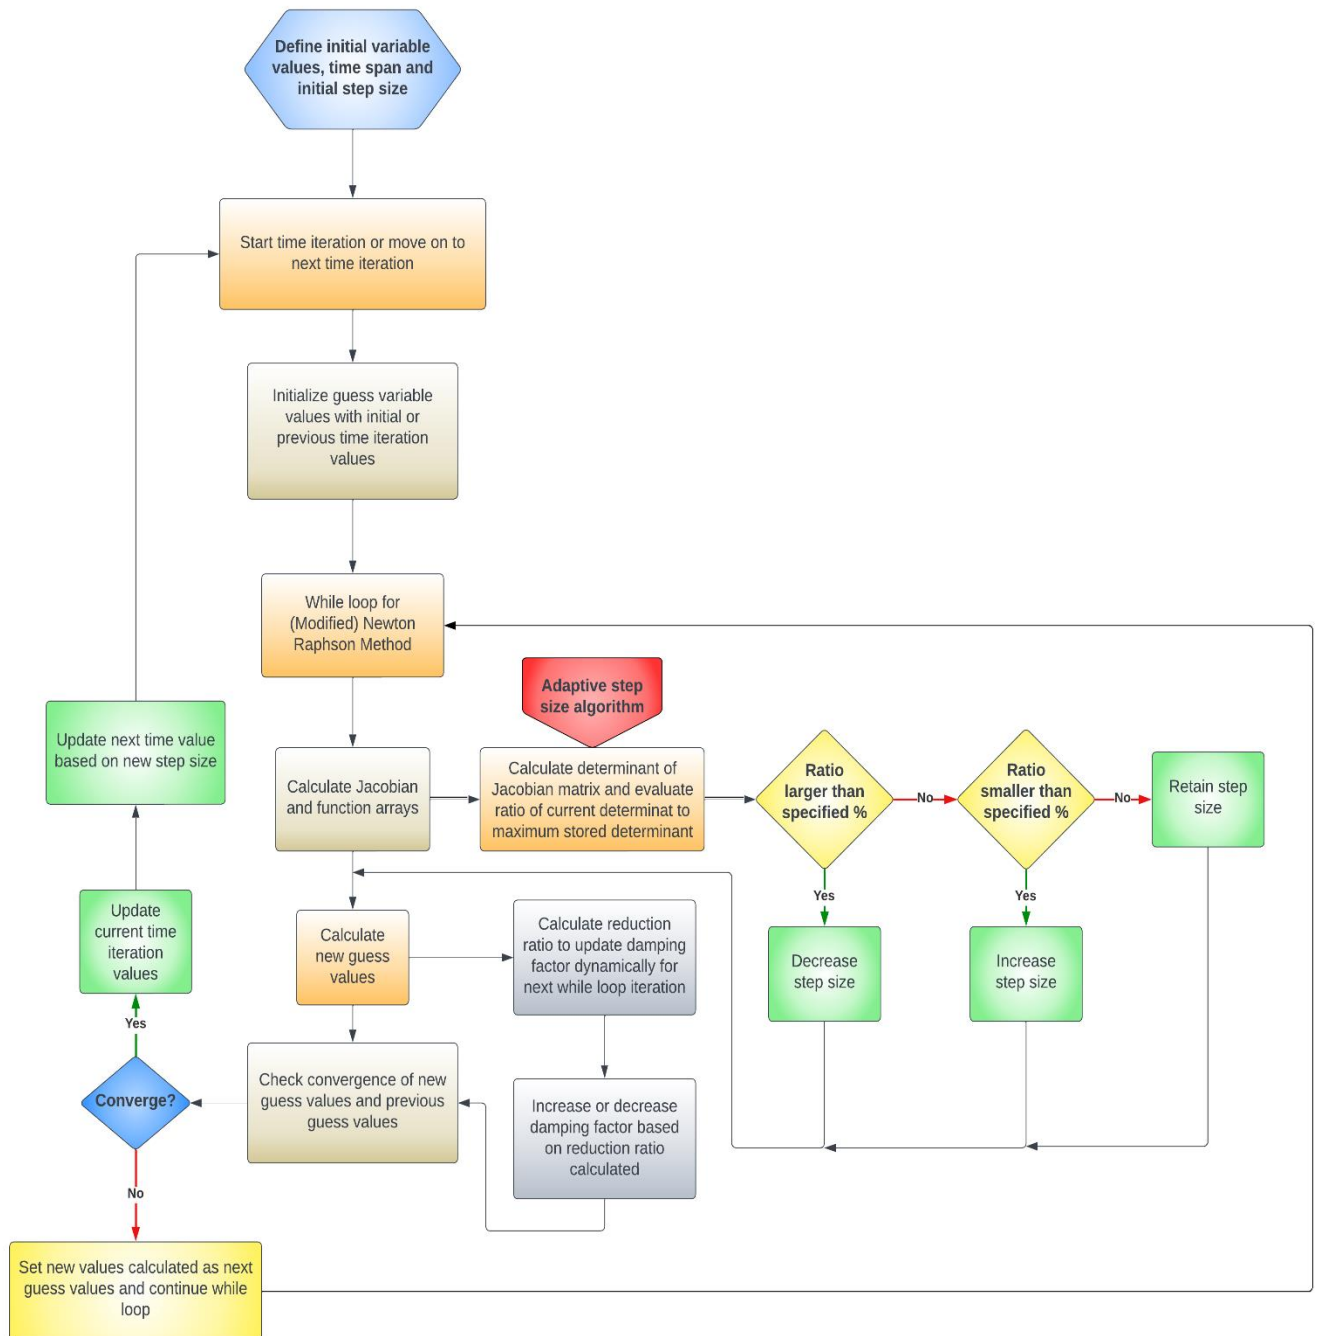 Define initial variable
values, time span and
initial step size
Start time iteration or move on to
next time iteration
Initialize guess variable
values with initial or
previous time iteration
values
While loop for
(Modified) Newton
Raphson Method
Adaptive step
size algorithm
Update next time value
based on new step size
Calculate Jacobian
and function arrays
Calculate determinant of
Jacobian matrix and evaluate
ratio of current determinat to
maximum stored determinant
Ratio
larger than
specified %
No
Ratio
smaller than
specified %
No
Retain step
size
Yes
Yes
Update
current time
iteration
values
Calculate
new guess
values
Calculate reduction
ratio to update damping
factor dynamically for
next while loop iteration
Decrease
step size
Increase
step size
Yes
Converge?
Check convergence of new
guess values and previous
guess values
Increase or decrease
damping factor based
on reduction ratio
calculated
No
Set new values calculated as next
guess values and continue while
loop